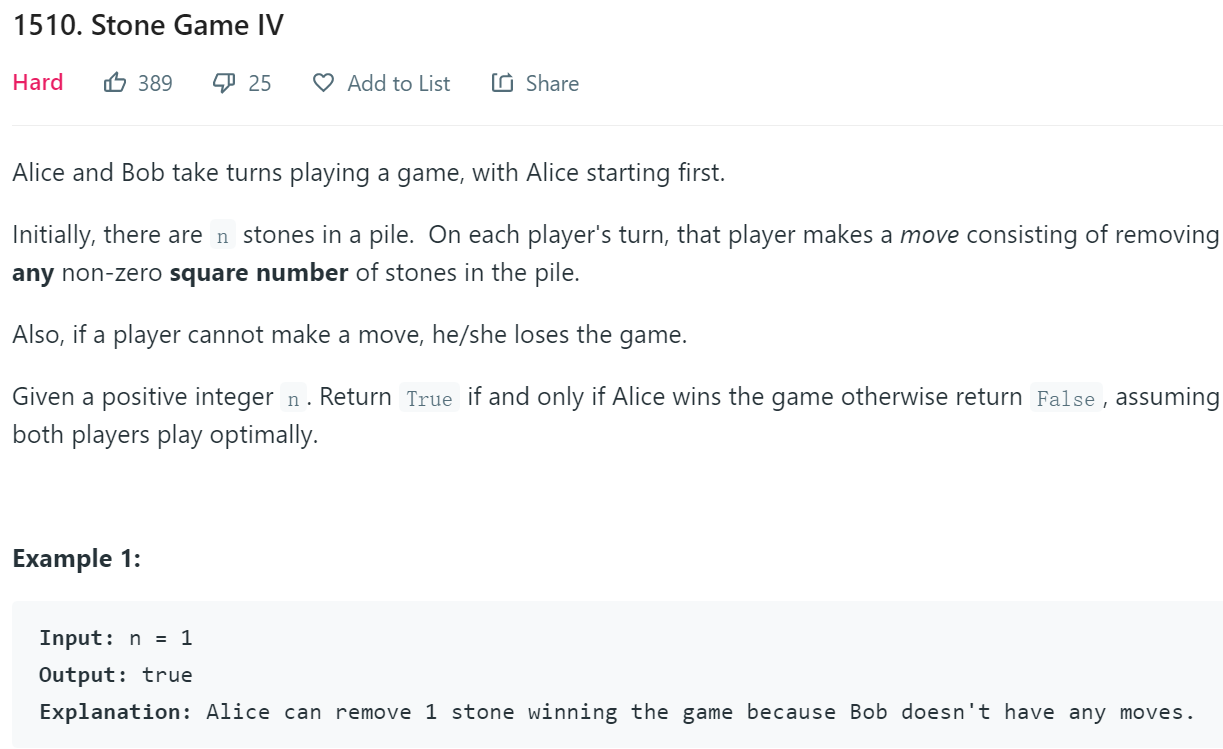 1510. Stone Game IV
Hard 389 25 Add to List Share
Alice and Bob take turns playing a game, with Alice starting first.
Initially, there are n stones in a pile.  On each player's turn, that player makes a move consisting of removing
any non-zero square number of stones in the pile.
Also, if a player cannot make a move, he/she loses the game.
Given a positive integer n. Return True if and only if Alice wins the game otherwise return False, assuming
both players play optimally.
Example 1:
Input: n = 1
Output: true
Explanation: Alice can remove 1 stone winning the game because Bob doesn't have any moves.